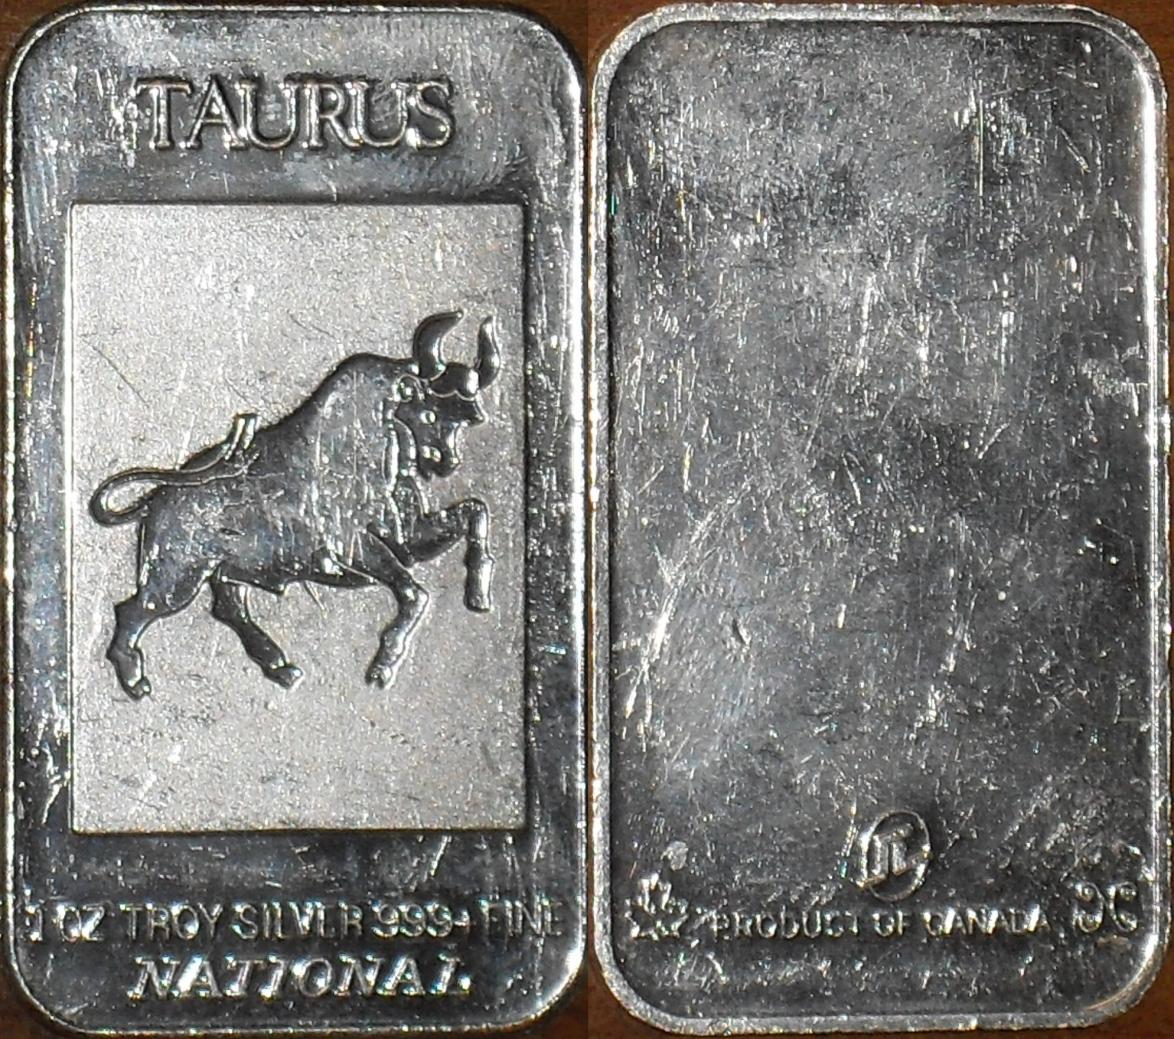 TAURUS
1 OZ TROY SILVER 999+ FINE
NATIONAL
PRODUCT OF CANADA